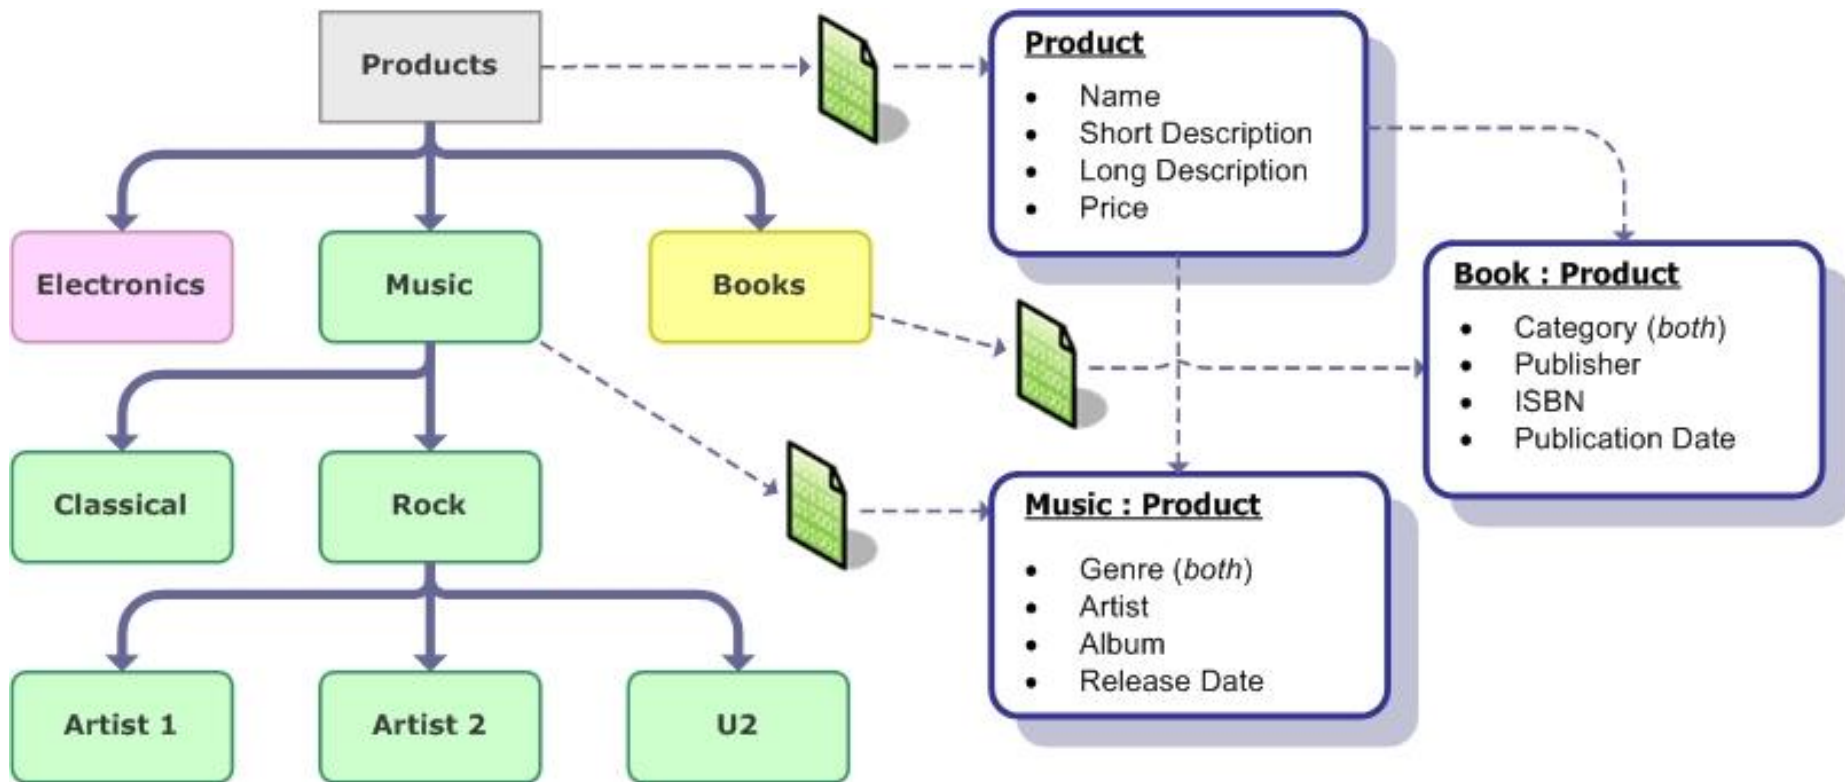 Products
Electronics
Music
Books
Classical
Rock
Artist 1
Artist 2
U2
Product
• Name
• Short Description
• Long Description
• Price
Book : Product
• Category (both)
• Publisher
• ISBN
• Publication Date
Music : Product
• Genre (both)
• Artist
• Album
• Release Date